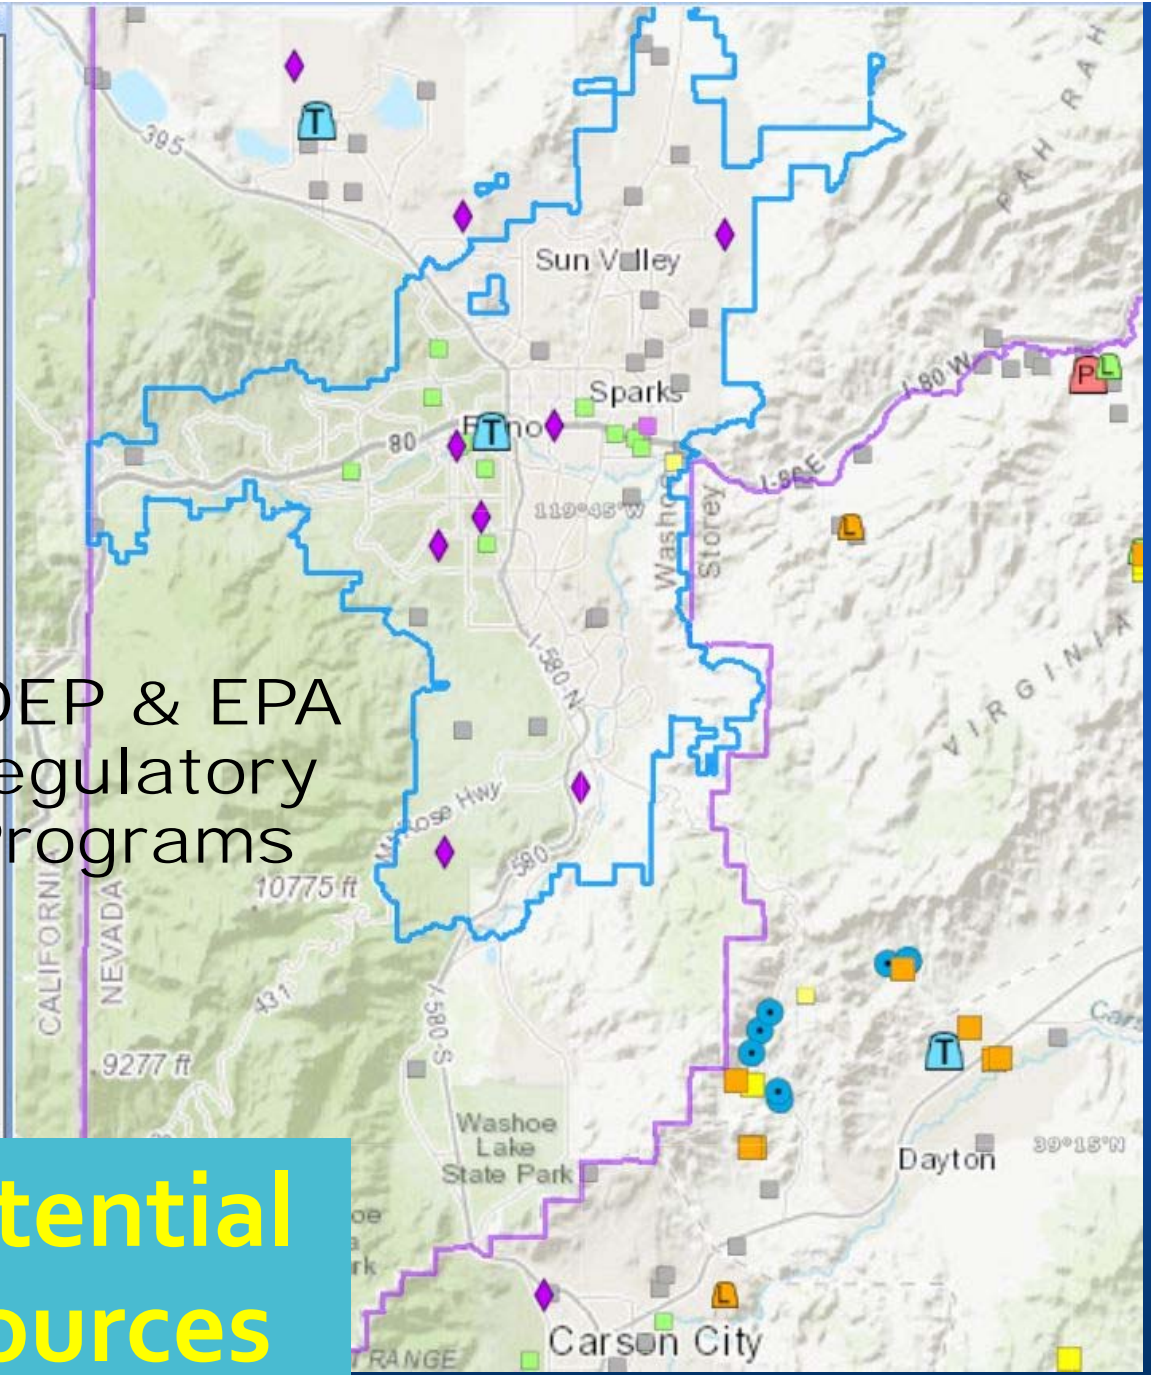 395
PAH RAH
T
Sun Valley
I-80 W
P
L
Sparks
Reno
T
80
I-80 E
119°45'W
Washoe
Storey
L
I-580 N
VIRGINIA
DEP & EPA
egulatory
Programs
Mt Rose Hwy
580
10775 ft
CALIFORNIA
NEVADA
431
I-580 S
9277 ft
T
Washoe
Lake
State Park
Dayton
39°15'N
tential
ources
L
Carson City
RANGE